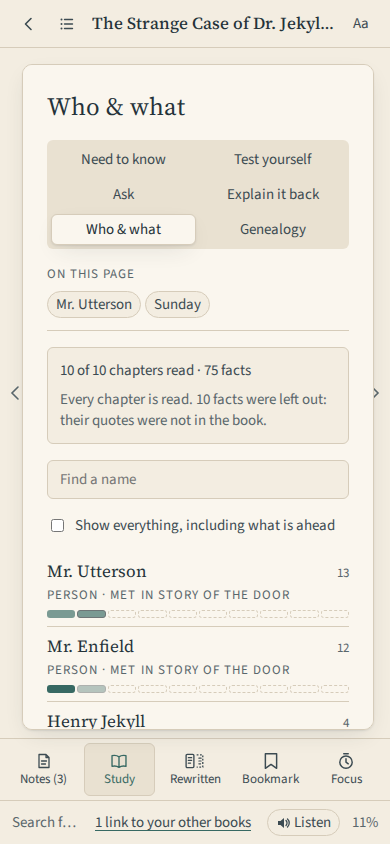 The Strange Case of Dr. Jekyl...
Aa
Who & what
Need to know
Test yourself
Ask
Explain it back
Who & what
Genealogy
ON THIS PAGE
Mr. Utterson
Sunday
10 of 10 chapters read · 75 facts
Every chapter is read. 10 facts were left out:
their quotes were not in the book.
Find a name
Show everything, including what is ahead
Mr. Utterson
13
PERSON · MET IN STORY OF THE DOOR
Mr. Enfield
12
PERSON · MET IN STORY OF THE DOOR
Henry Jekyll
4
Notes (3)
Study
Rewritten
Bookmark
Focus
Search f...
1 link to your other books
Listen
11%